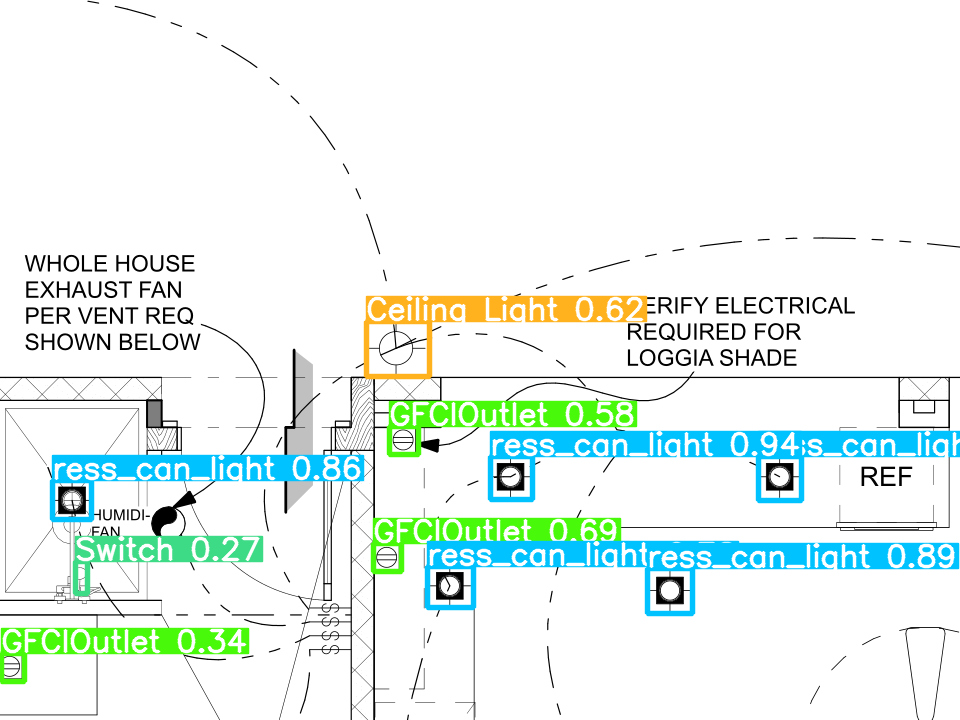 WHOLE HOUSE
EXHAUST FAN
PER VENT REQ
SHOWN BELOW
Ceiling Light 0.62
ERIFY ELECTRICAL
REQUIRED FOR
LOGGIA SHADE
GFCIOutlet 0.58
ress_can_light 0.94
ress_can_light 0.86
REF
HUMIDI-
FAN
GFCIOutlet 0.69
Switch 0.27
ress_can_light
ress_can_light 0.89
GFCIOutlet 0.34
S
S
S
S